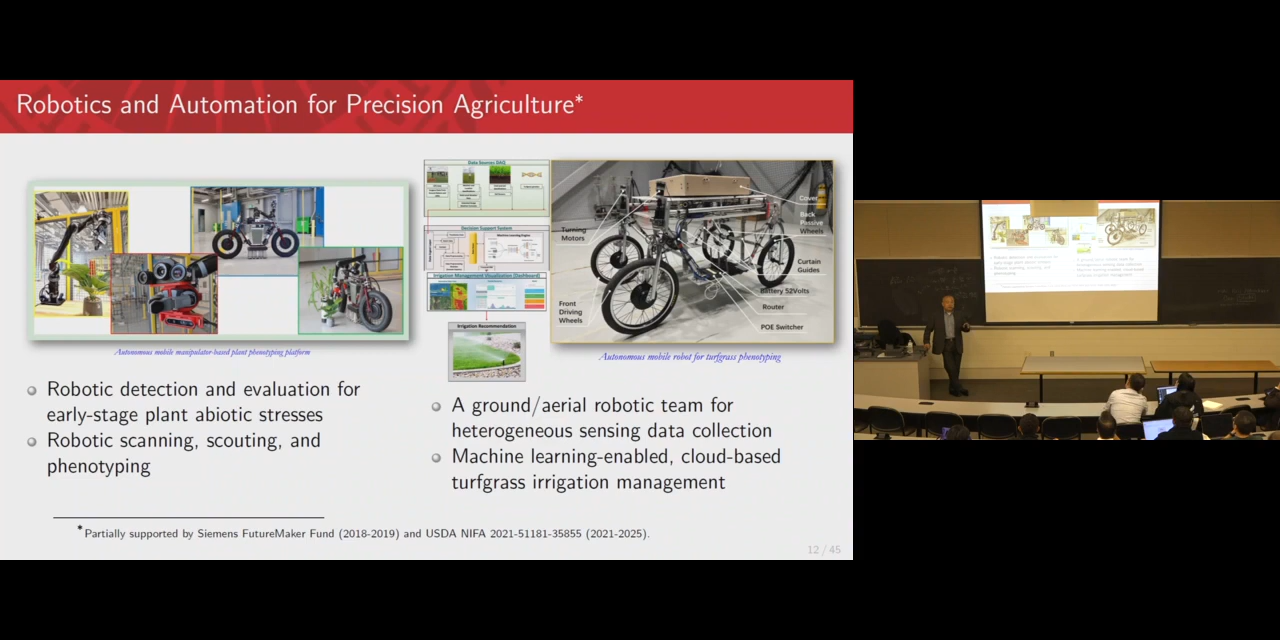 Robotics and Automation for Precision Agriculture*
Data Sources DAQ
Decision Support System
Irrigation Management Visualization (Dashboard)
Irrigation Recommendation
Turning
Motors
Front
Driving
Wheels
Cover
Back
Passive
Wheels
Curtain
Guides
Battery 52Volts
Router
POE Switcher
Autonomous mobile manipulator-based plant phenotyping platform
Autonomous mobile robot for turfgrass phenotyping
Robotic detection and evaluation for
early-stage plant abiotic stresses
Robotic scanning, scouting, and
phenotyping
A ground/aerial robotic team for
heterogeneous sensing data collection
Machine learning-enabled, cloud-based
turfgrass irrigation management
*Partially supported by Siemens FutureMaker Fund (2018-2019) and USDA NIFA 2021-51181-35855 (2021-2025).
12 / 45